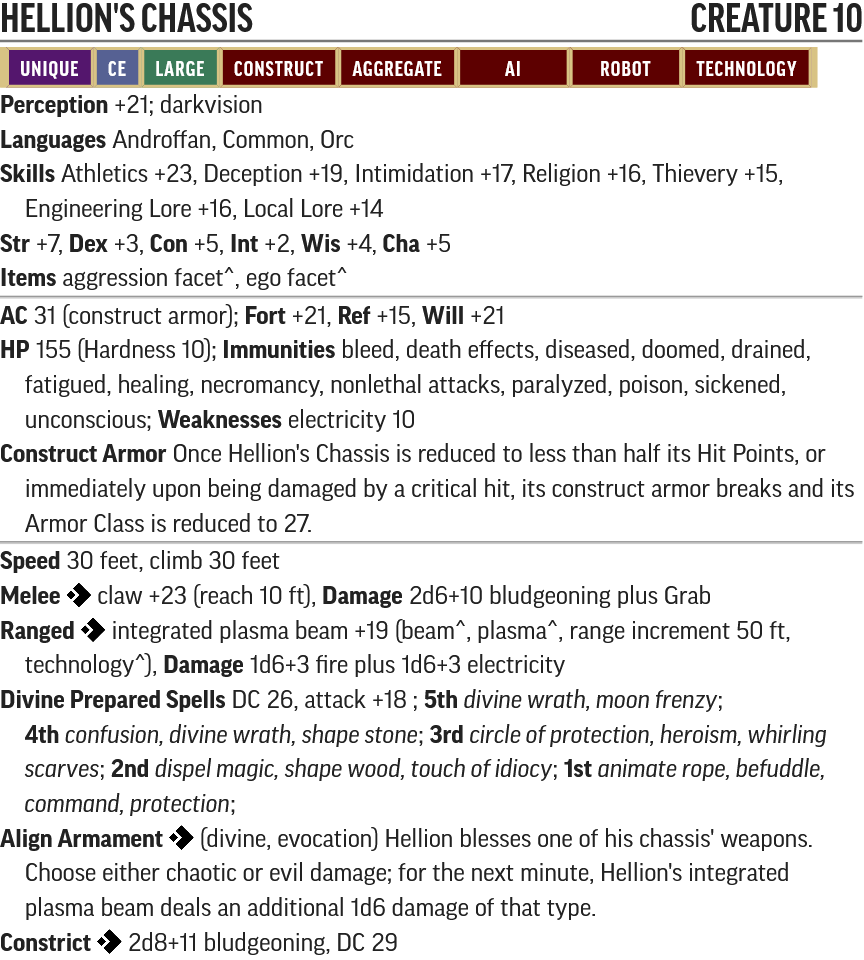 HELLION'S CHASSIS CREATURE 10
UNIQUE CE LARGE CONSTRUCT AGGREGATE AI ROBOT TECHNOLOGY
Perception +21; darkvision
Languages Androffan, Common, Orc
Skills Athletics +23, Deception +19, Intimidation +17, Religion +16, Thievery +15,
Engineering Lore +16, Local Lore +14
Str +7, Dex +3, Con +5, Int +2, Wis +4, Cha +5
Items aggression facet^, ego facet^
AC 31 (construct armor); Fort +21, Ref +15, Will +21
HP 155 (Hardness 10); Immunities bleed, death effects, diseased, doomed, drained,
fatigued, healing, necromancy, nonlethal attacks, paralyzed, poison, sickened,
unconscious; Weaknesses electricity 10
Construct Armor Once Hellion's Chassis is reduced to less than half its Hit Points, or
immediately upon being damaged by a critical hit, its construct armor breaks and its
Armor Class is reduced to 27.
Speed 30 feet, climb 30 feet
Melee claw +23 (reach 10 ft), Damage 2d6+10 bludgeoning plus Grab
Ranged integrated plasma beam +19 (beam^, plasma^, range increment 50 ft,
technology^), Damage 1d6+3 fire plus 1d6+3 electricity
Divine Prepared Spells DC 26, attack +18 ; 5th divine wrath, moon frenzy;
4th confusion, divine wrath, shape stone; 3rd circle of protection, heroism, whirling
scarves; 2nd dispel magic, shape wood, touch of idiocy; 1st animate rope, befuddle,
command, protection;
Align Armament (divine, evocation) Hellion blesses one of his chassis' weapons.
Choose either chaotic or evil damage; for the next minute, Hellion's integrated
plasma beam deals an additional 1d6 damage of that type.
Constrict 2d8+11 bludgeoning, DC 29